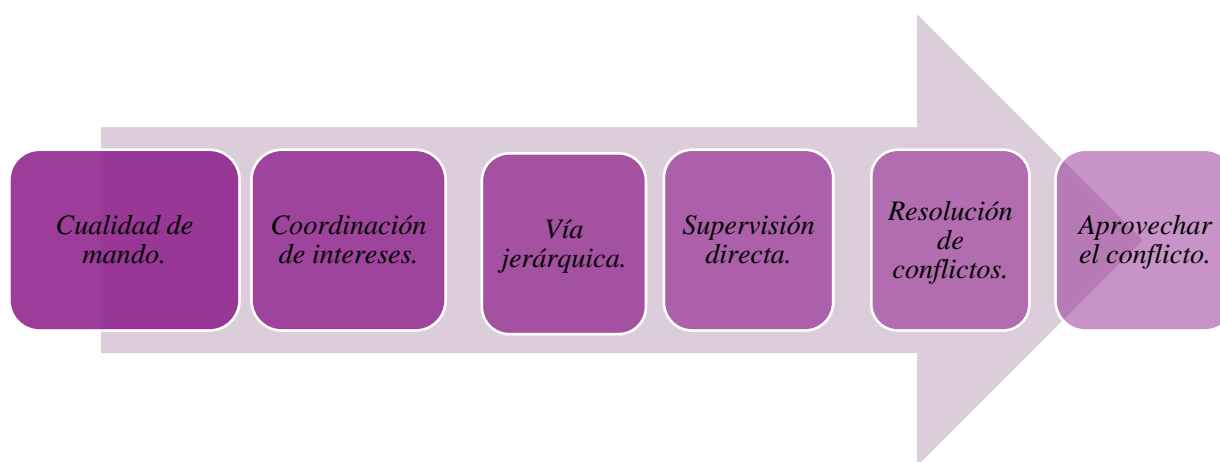 Cualidad de
mando.
Coordinación
de intereses.
Vía
jerárquica.
Supervisión
directa.
Resolución
de
conflictos.
Aprovechar
el conflicto.